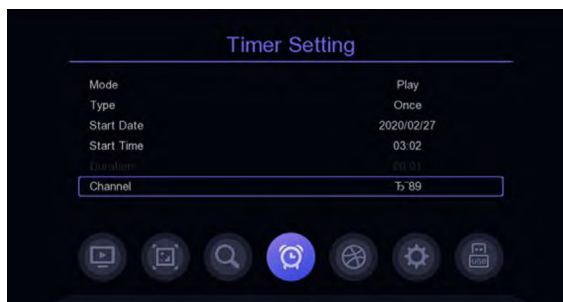 Timer Setting
Mode Play
Type Once
Start Date 2020/02/27
Start Time 03:02
Duration 00:01
Channel Ђ-89
USB